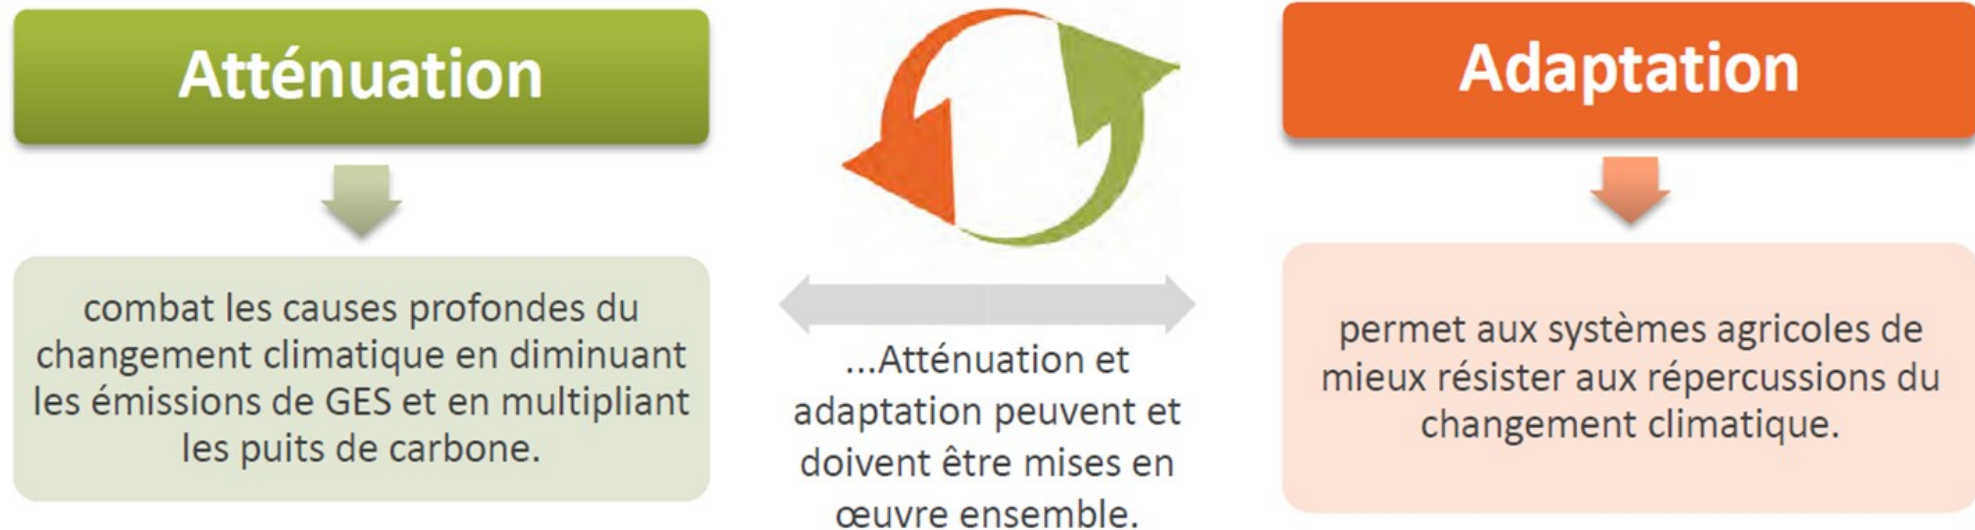 Atténuation
combat les causes profondes du
changement climatique en diminuant
les émissions de GES et en multipliant
les puits de carbone.
...Atténuation et
adaptation peuvent et
doivent être mises en
œuvre ensemble.
Adaptation
permet aux systèmes agricoles de
mieux résister aux répercussions du
changement climatique.